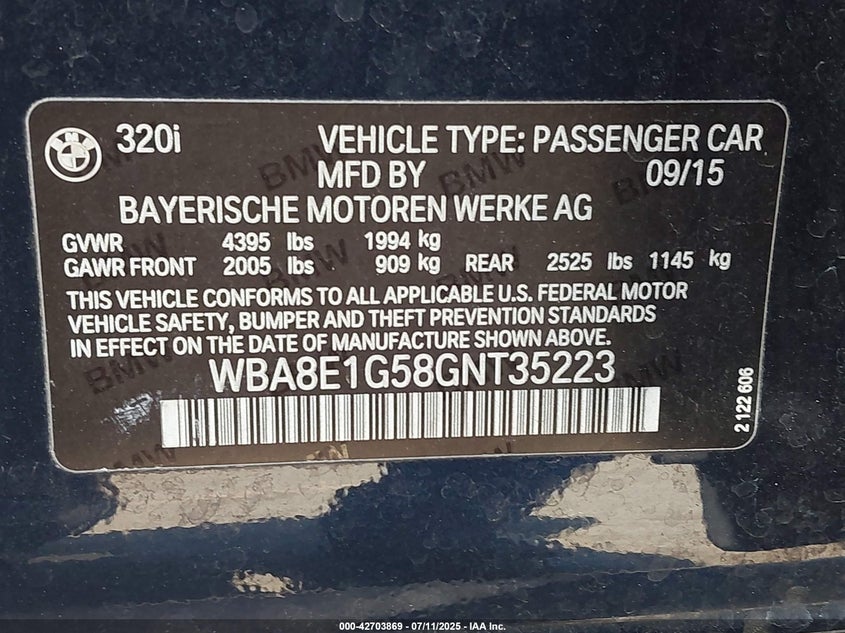 BMW 320i VEHICLE TYPE: PASSENGER CAR
MFD BY 09/15
BAYERISCHE MOTOREN WERKE AG
GVWR 4395 lbs 1994 kg
GAWR FRONT 2005 lbs 909 kg REAR 2525 lbs 1145 kg
THIS VEHICLE CONFORMS TO ALL APPLICABLE U.S. FEDERAL MOTOR
VEHICLE SAFETY, BUMPER AND THEFT PREVENTION STANDARDS
IN EFFECT ON THE DATE OF MANUFACTURE SHOWN ABOVE.
WBA8E1G58GNT35223
2 122 606
000-42703869 - 07/11/2025 - IAA Inc.